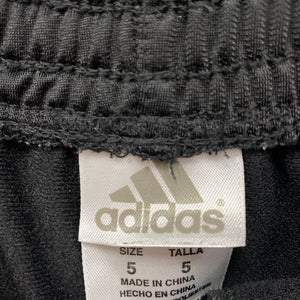 adidas®
SIZE TALLA
5 5
MADE IN CHINA
HECHO EN CHINA